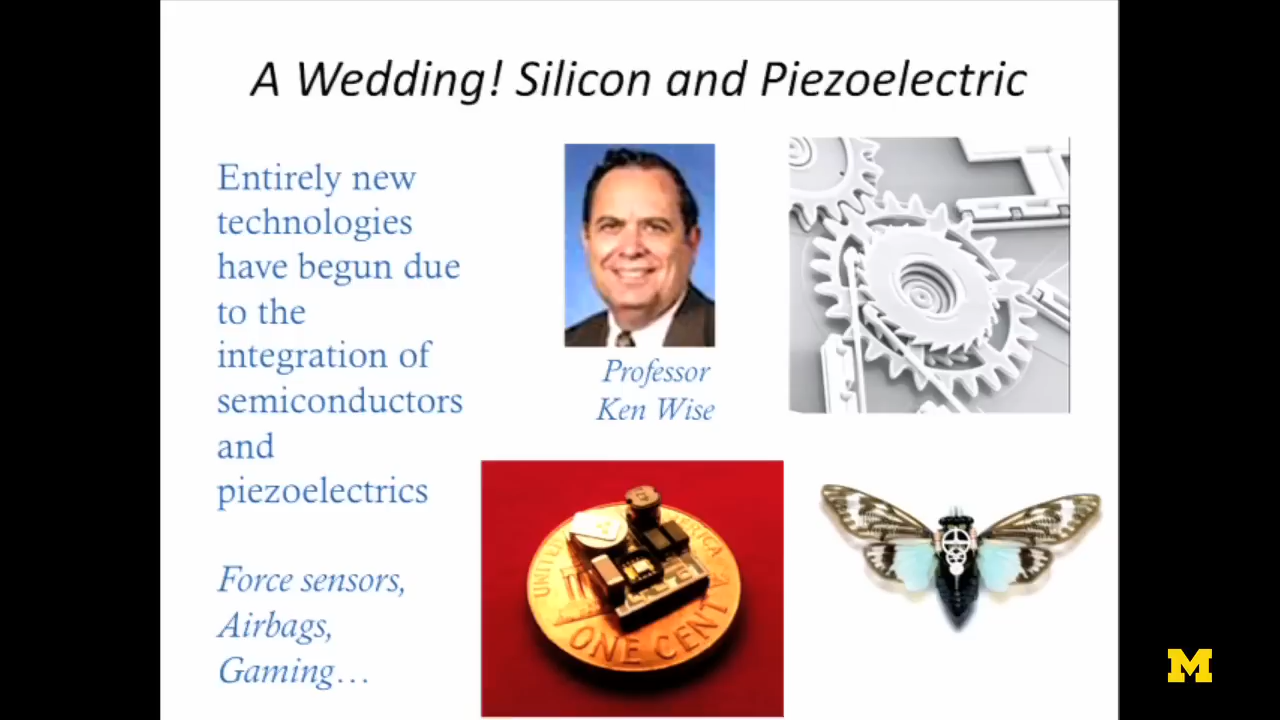 A Wedding! Silicon and Piezoelectric
Entirely new
technologies
have begun due
to the
integration of
semiconductors
and
piezoelectrics
Force sensors,
Airbags,
Gaming…
Professor
Ken Wise
ONE CENT
M